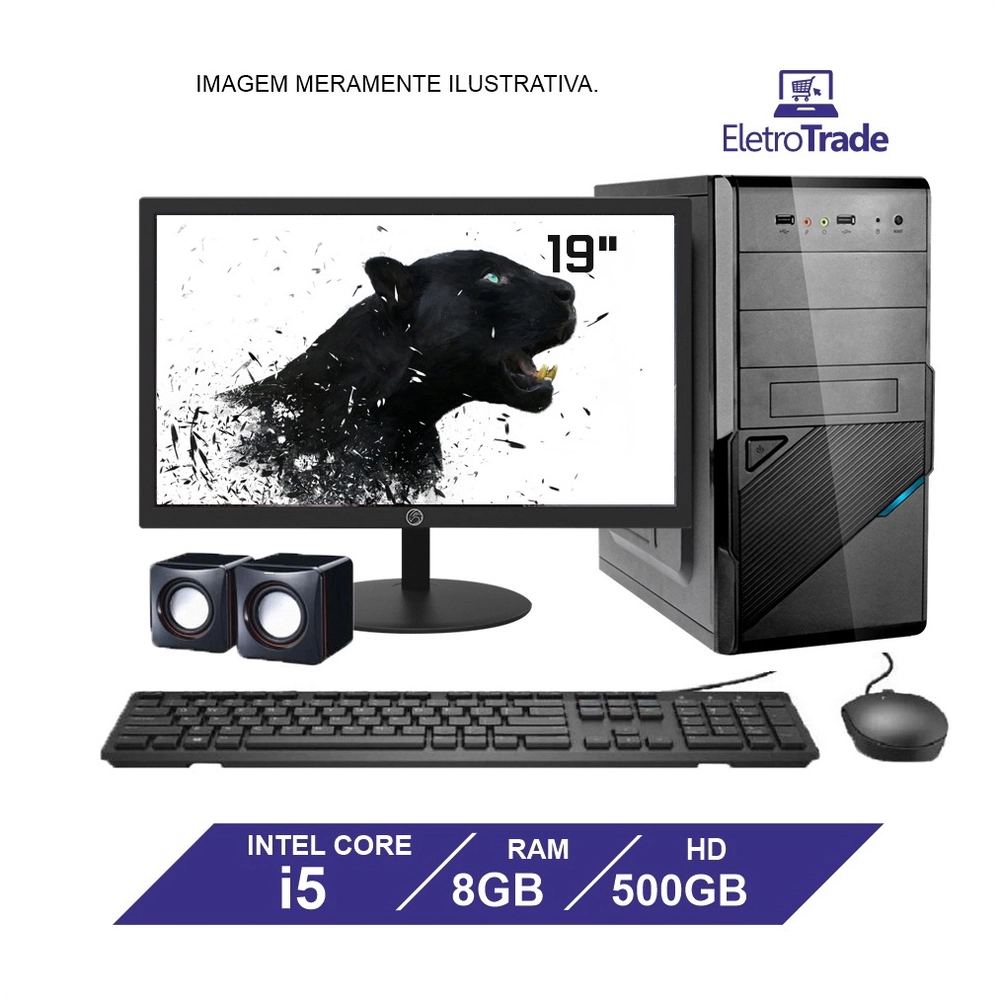 IMAGEM MERAMENTE ILUSTRATIVA.
EletroTrade
19"
INTEL CORE
i5
RAM
8GB
HD
500GB